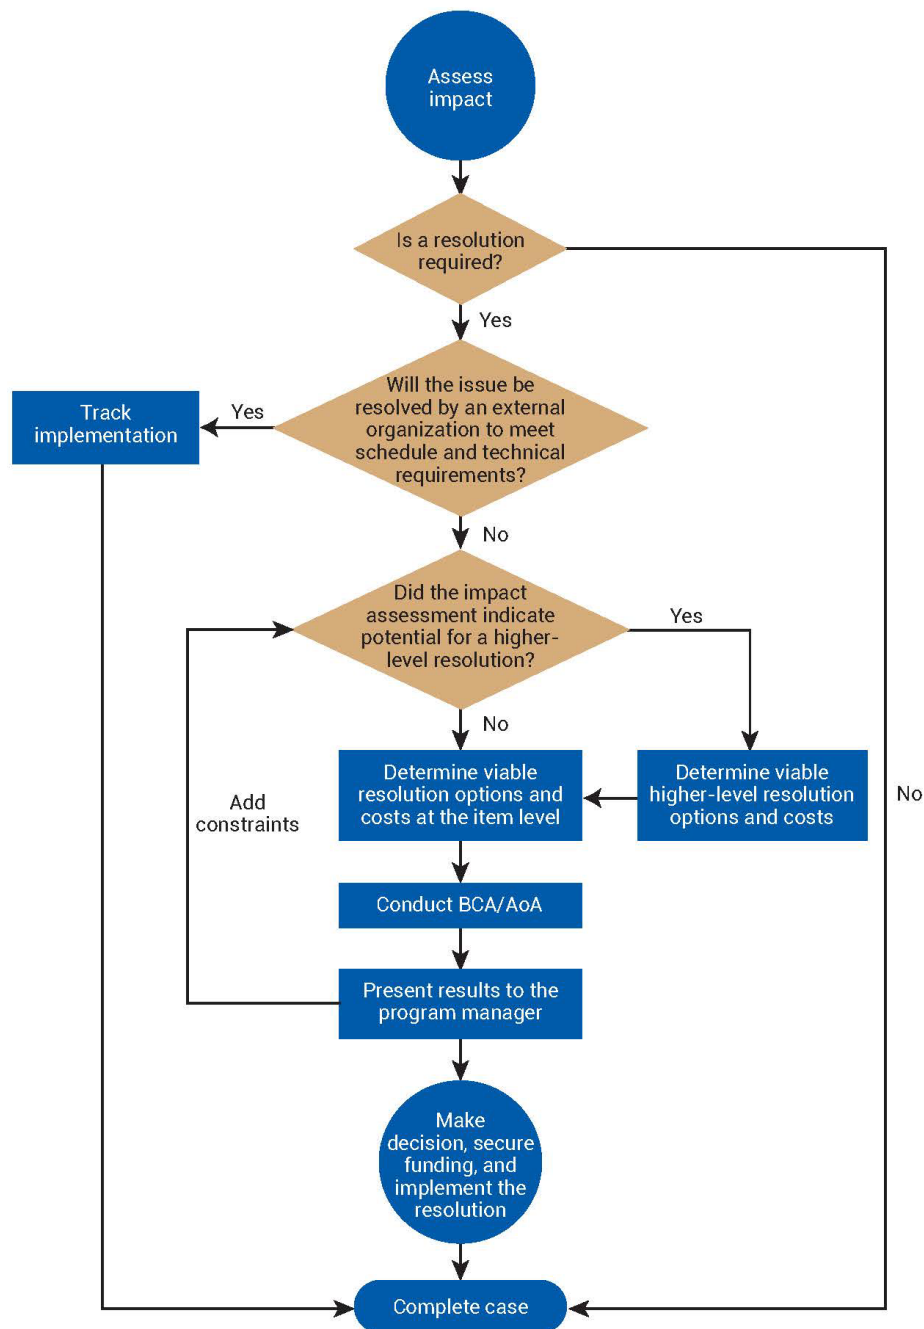 Assess
impact
Is a resolution
required?
Yes
Will the issue be
resolved by an external
organization to meet
schedule and technical
requirements?
Yes
Track
implementation
No
Did the impact
assessment indicate
potential for a higher-
level resolution?
Yes
No
Determine viable
resolution options and
costs at the item level
Determine viable
higher-level resolution
options and costs
No
Add
constraints
Conduct BCA/AoA
Present results to the
program manager
Make
decision, secure
funding, and
implement the
resolution
Complete case